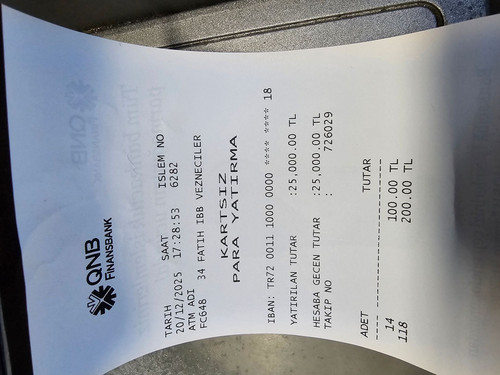 QNB
FINANSBANK
TARIH SAAT ISLEM NO
20/12/2025 17:28:53 6282
ATM ADI
FC648 34 FATIH IBB VEZNECILER
KARTSIZ
PARA YATIRMA
IBAN: TR72 0011 1000 0000 **** **** 18
YATIRILAN TUTAR :25,000.00 TL
HESABA GECEN TUTAR :25,000.00 TL
TAKIP NO : 726029
ADET TUTAR
14 100.00 TL
118 200.00 TL